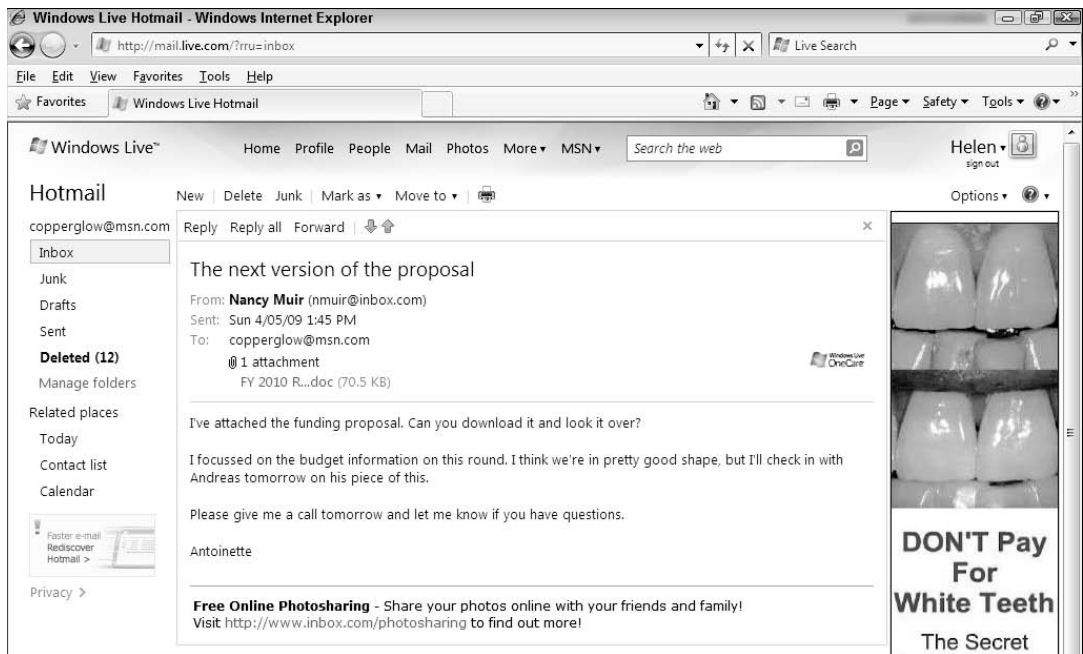 Windows Live Hotmail - Windows Internet Explorer
http://mail.live.com/?rru=inbox
Live Search
File Edit View Favorites Tools Help
Favorites
Windows Live Hotmail
Page Safety Tools
Windows Live™
Home Profile People Mail Photos More MSN
Search the web
Helen
sign out
Hotmail
New | Delete Junk | Mark as Move to |
Options
copperglow@msn.com
Inbox
Junk
Drafts
Sent
Deleted (12)
Manage folders
Related places
Today
Contact list
Calendar
Faster e-mail
Rediscover
Hotmail >
Privacy >
Reply Reply all Forward |
The next version of the proposal
From: Nancy Muir (nmuir@inbox.com)
Sent: Sun 4/05/09 1:45 PM
To: copperglow@msn.com
1 attachment
FY 2010 R...doc (70.5 KB)
Windows Live
OneCare
I've attached the funding proposal. Can you download it and look it over?
I focussed on the budget information on this round. I think we're in pretty good shape, but I'll check in with
Andreas tomorrow on his piece of this.
Please give me a call tomorrow and let me know if you have questions.
Antoinette
Free Online Photosharing - Share your photos online with your friends and family!
Visit http://www.inbox.com/photosharing to find out more!
DON'T Pay
For
White Teeth
The Secret